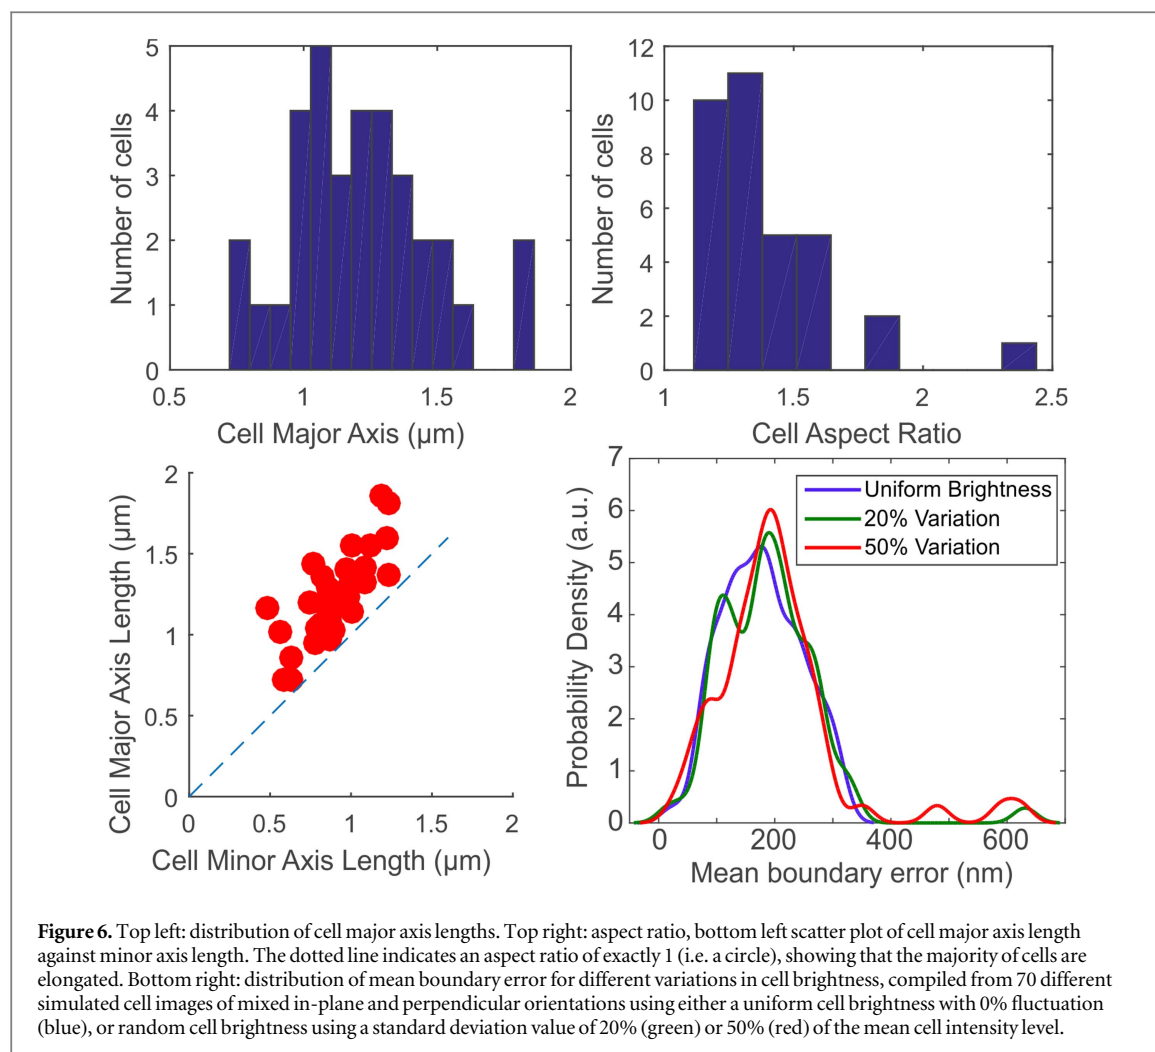 5
4
3
2
1
0
0.5
1
1.5
2
Number of cells
Cell Major Axis (μm)
12
10
8
6
4
2
0
1
1.5
2
2.5
Number of cells
Cell Aspect Ratio
2
1.5
1
0.5
0
0
0.5
1
1.5
2
Cell Major Axis Length (μm)
Cell Minor Axis Length (μm)
7
6
5
4
3
2
1
0
0
200
400
600
Probability Density (a.u.)
Mean boundary error (nm)
Uniform Brightness
20% Variation
50% Variation
Figure 6. Top left: distribution of cell major axis lengths. Top right: aspect ratio, bottom left scatter plot of cell major axis length
against minor axis length. The dotted line indicates an aspect ratio of exactly 1 (i.e. a circle), showing that the majority of cells are
elongated. Bottom right: distribution of mean boundary error for different variations in cell brightness, compiled from 70 different
simulated cell images of mixed in-plane and perpendicular orientations using either a uniform cell brightness with 0% fluctuation
(blue), or random cell brightness using a standard deviation value of 20% (green) or 50% (red) of the mean cell intensity level.